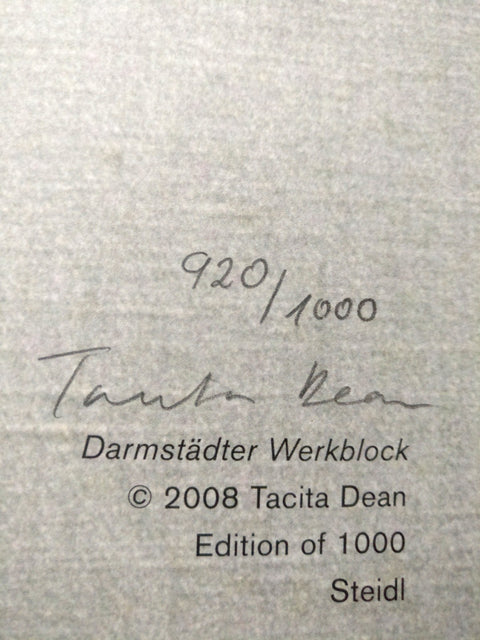 920/1000
Tacita Dean
Darmstädter Werkblock
© 2008 Tacita Dean
Edition of 1000
Steidl